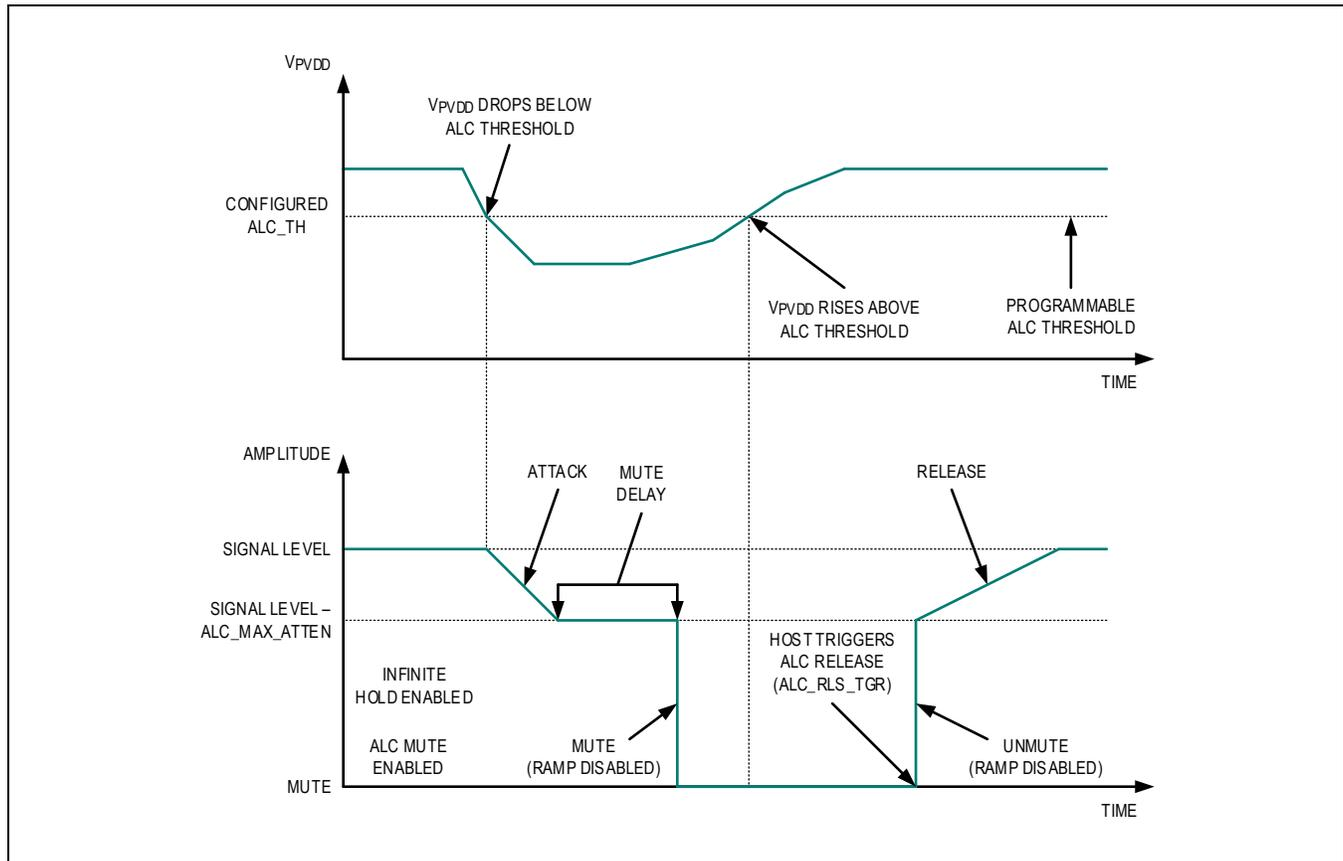 VPVDD
VPVDD DROPS BELOW
ALC THRESHOLD
CONFIGURED
ALC_TH
VPVDD RISES ABOVE
ALC THRESHOLD
PROGRAMMABLE
ALC THRESHOLD
TIME
AMPLITUDE
ATTACK
MUTE
DELAY
RELEASE
SIGNAL LEVEL
SIGNAL LEVEL –
ALC_MAX_ATTEN
INFINITE
HOLD ENABLED
HOST TRIGGERS
ALC RELEASE
(ALC_RLS_TGR)
ALC MUTE
ENABLED
MUTE
(RAMP DISABLED)
UNMUTE
(RAMP DISABLED)
MUTE
TIME